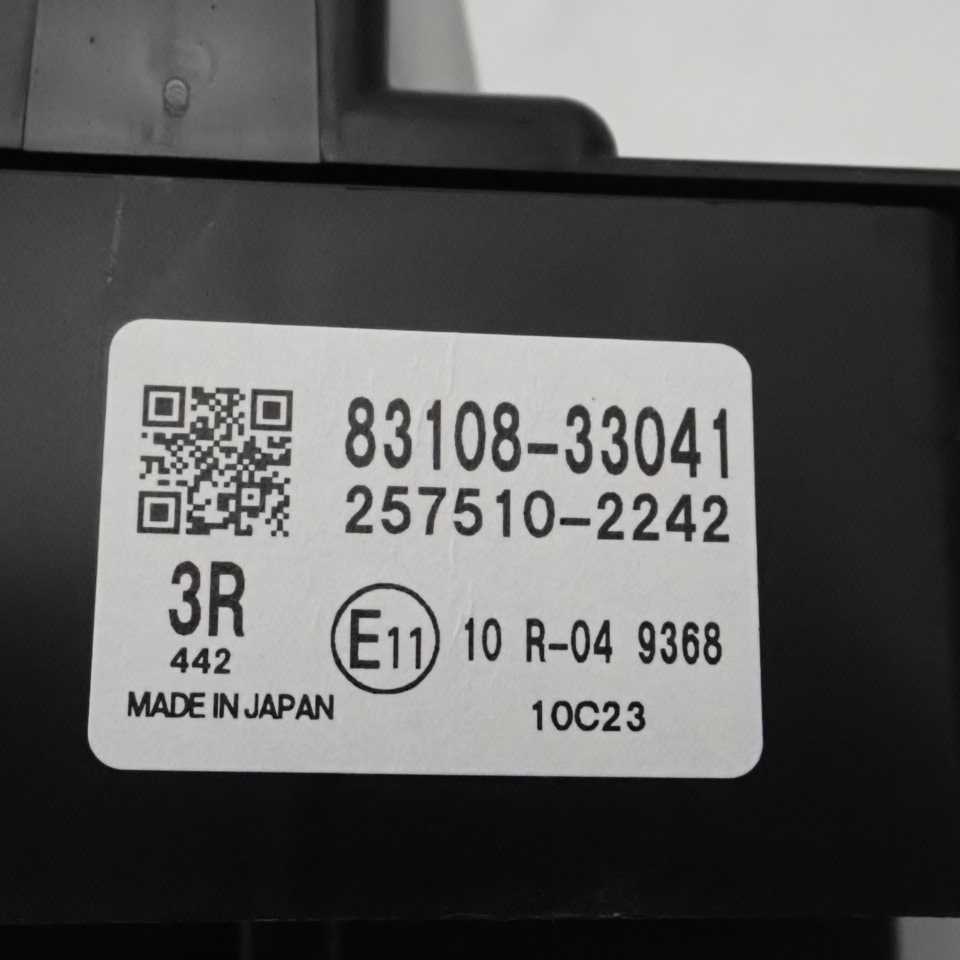 83108-33041
257510-2242
3R
442
E11 10 R-04 9368
MADE IN JAPAN
10C23